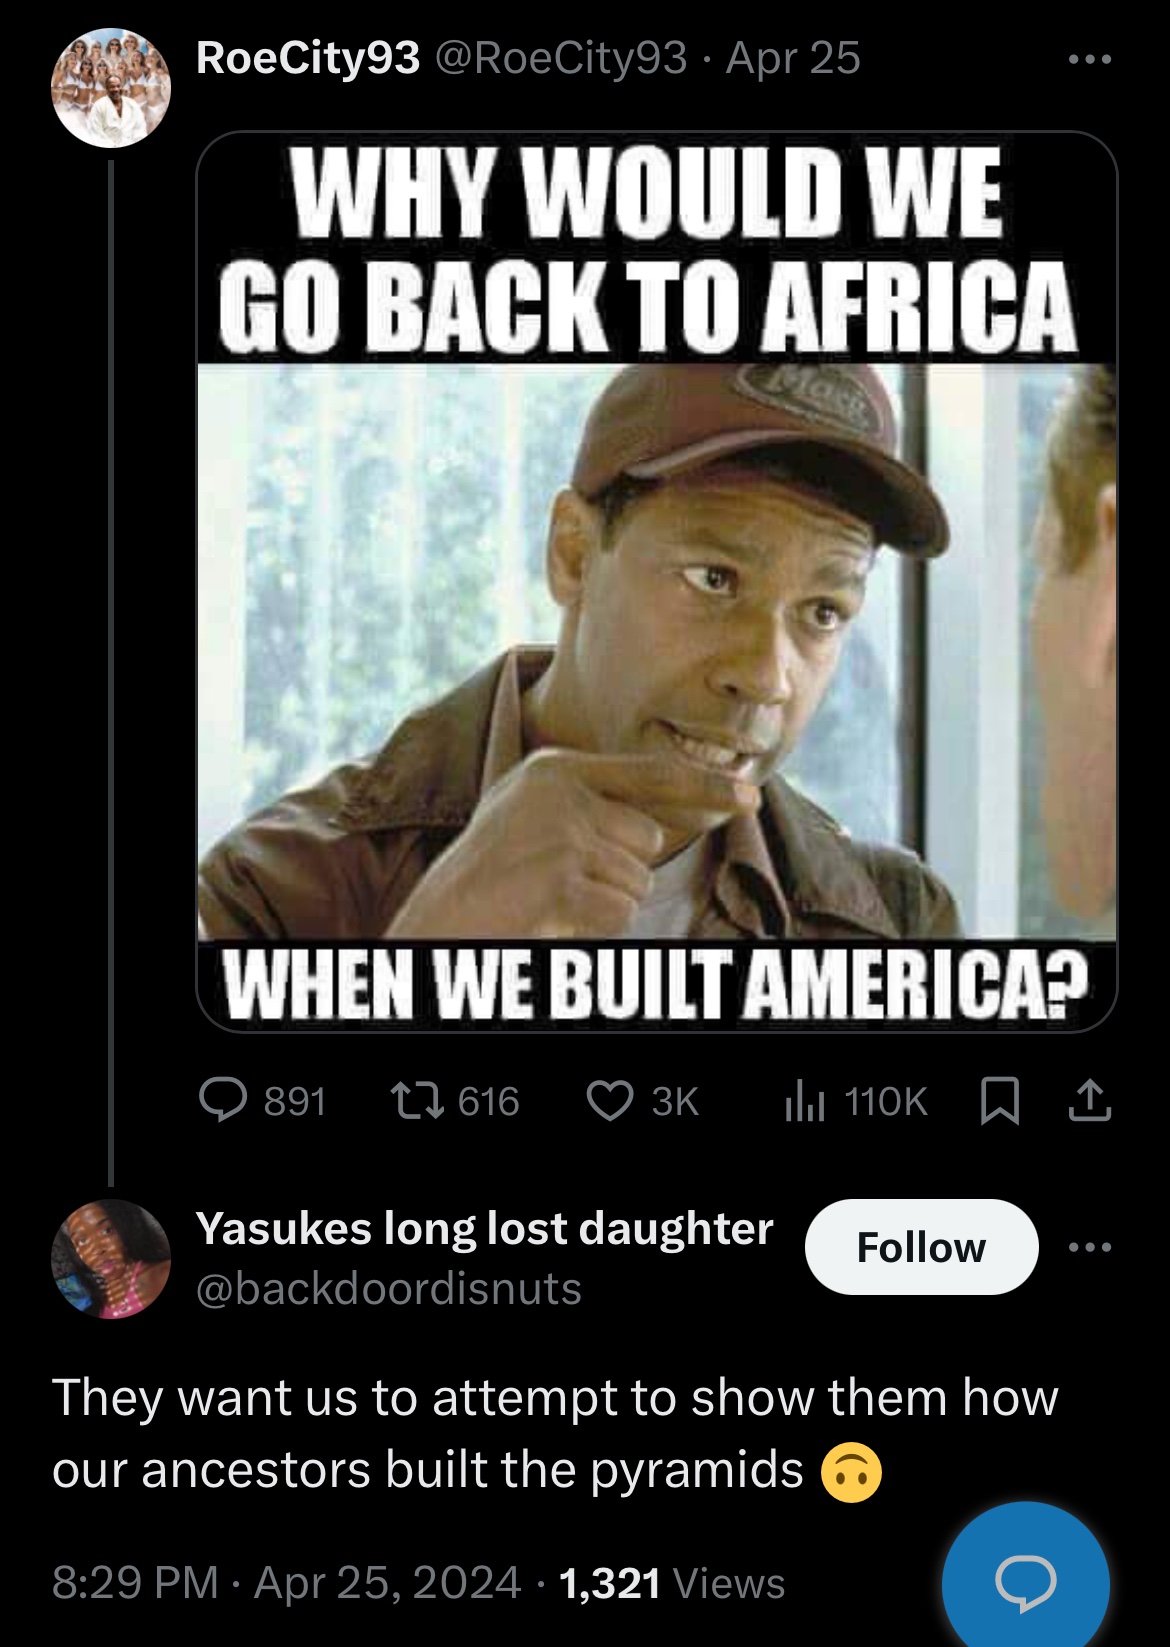 RoeCity93 @RoeCity93 · Apr 25
WHY WOULD WE
GO BACK TO AFRICA
WHEN WE BUILT AMERICA?
891 616 3K 110K
Yasukes long lost daughter
Follow
@backdoordisnuts
They want us to attempt to show them how
our ancestors built the pyramids 🙃
8:29 PM · Apr 25, 2024 · 1,321 Views